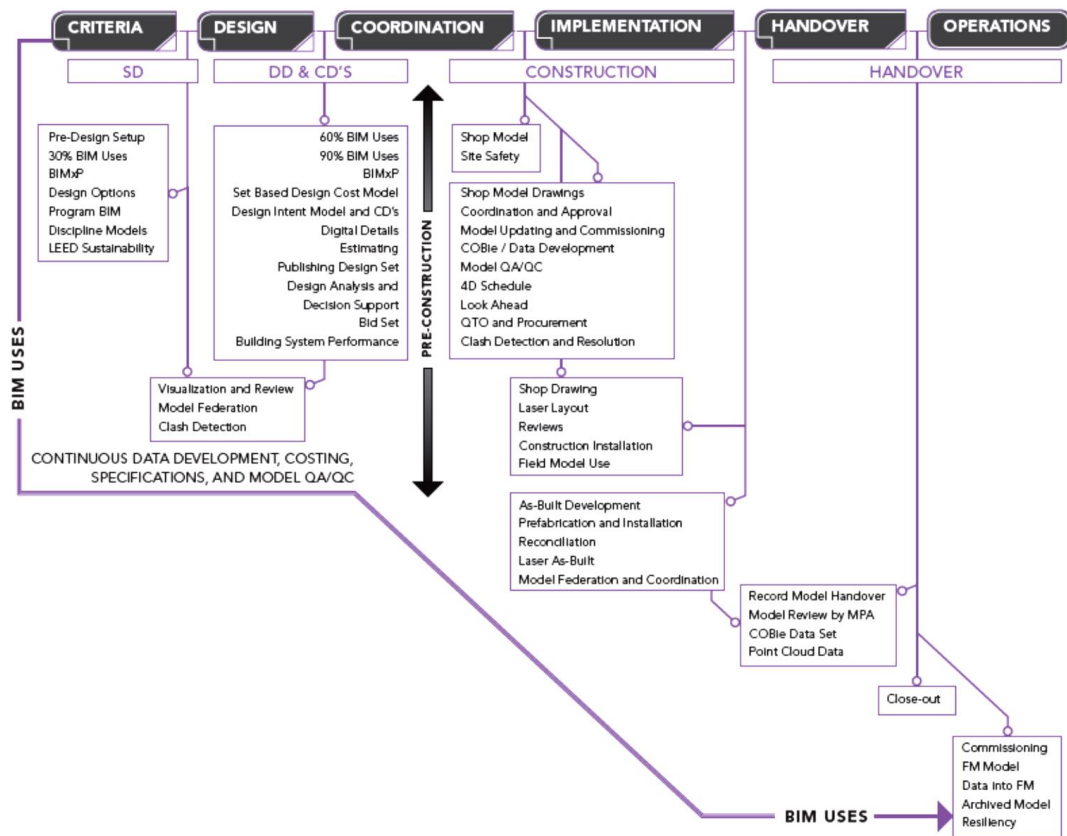 CRITERIA
DESIGN
COORDINATION
IMPLEMENTATION
HANDOVER
OPERATIONS
SD
DD & CD'S
CONSTRUCTION
HANDOVER
Pre-Design Setup
30% BIM Uses
BIMxP
Design Options
Program BIM
Discipline Models
LEED Sustainability
60% BIM Uses
90% BIM Uses
BIMxP
Set Based Design Cost Model
Design Intent Model and CD's
Digital Details
Estimating
Publishing Design Set
Design Analysis and
Decision Support
Bid Set
Building System Performance
PRE-CONSTRUCTION
Shop Model
Site Safety
Shop Model Drawings
Coordination and Approval
Model Updating and Commissioning
COBie / Data Development
Model QA/QC
4D Schedule
Look Ahead
QTO and Procurement
Clash Detection and Resolution
BIM USES
Visualization and Review
Model Federation
Clash Detection
Shop Drawing
Laser Layout
Reviews
Construction Installation
Field Model Use
CONTINUOUS DATA DEVELOPMENT, COSTING,
SPECIFICATIONS, AND MODEL QA/QC
As-Built Development
Prefabrication and Installation
Reconciliation
Laser As-Built
Model Federation and Coordination
Record Model Handover
Model Review by MPA
COBie Data Set
Point Cloud Data
Close-out
Commissioning
FM Model
Data into FM
Archived Model
Resiliency
BIM USES